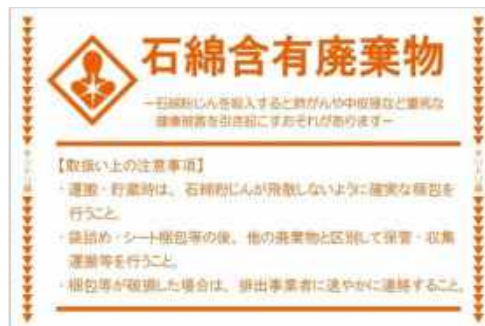 石綿含有廃棄物
ー石綿粉じんを吸入すると肺がんや中皮腫など重篤な
健康被害を引き起こすおそれがありますー
【取扱い上の注意事項】
・運搬・貯蔵時は、石綿粉じんが飛散しないように確実な梱包を
行うこと。
・袋詰め・シート梱包等の後、他の廃棄物と区別して保管・収集
運搬等を行うこと。
・梱包等が破損した場合は、排出事業者に速やかに連絡すること。